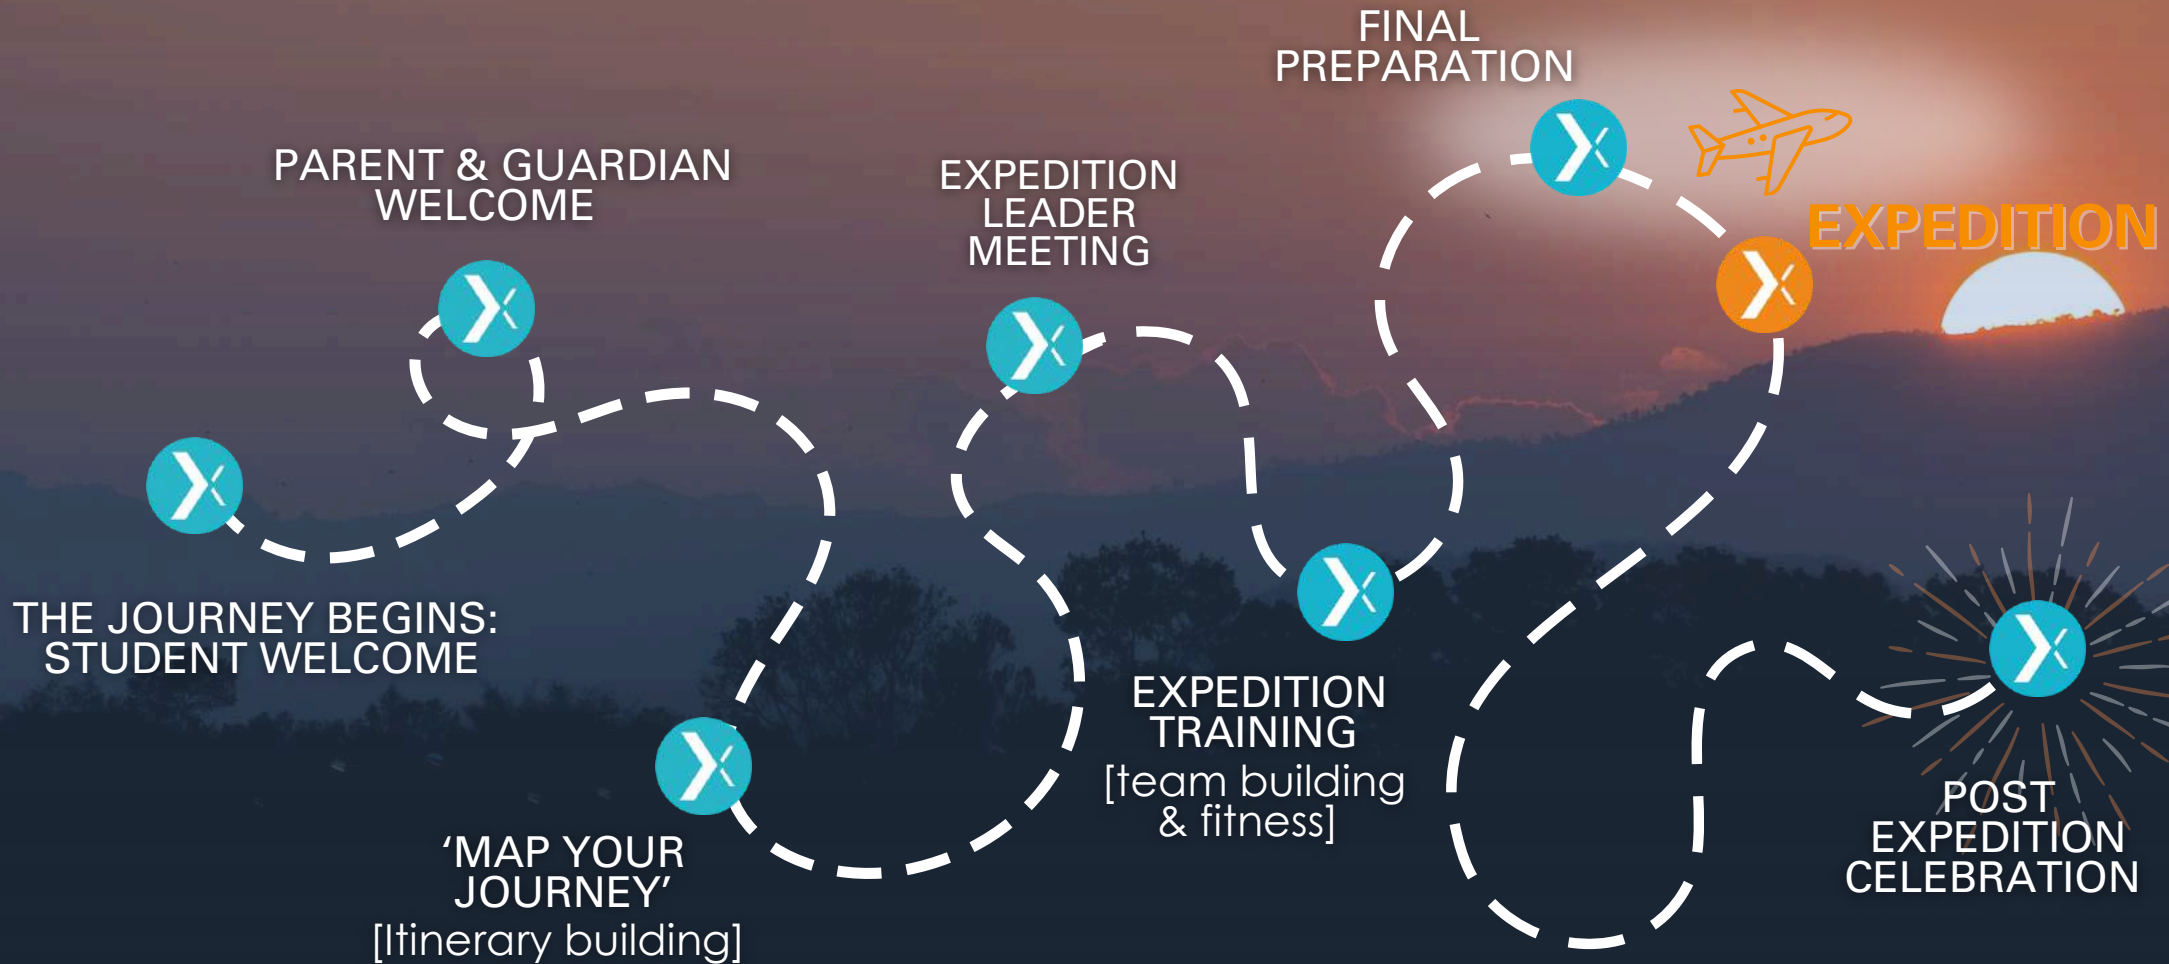 THE JOURNEY BEGINS:
STUDENT WELCOME
PARENT & GUARDIAN
WELCOME
‘MAP YOUR
JOURNEY’
[Itinerary building]
EXPEDITION
LEADER
MEETING
EXPEDITION
TRAINING
[team building
& fitness]
FINAL
PREPARATION
EXPEDITION
POST
EXPEDITION
CELEBRATION